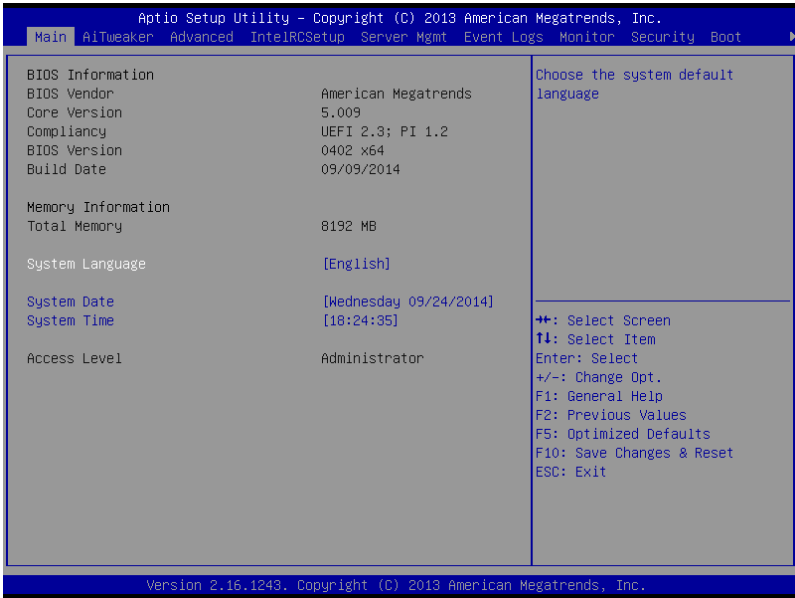 Aptio Setup Utility – Copyright (C) 2013 American Megatrends, Inc.
Main AiTweaker Advanced IntelRCSetup Server Mgmt Event Logs Monitor Security Boot
BIOS Information
BIOS Vendor American Megatrends
Core Version 5.009
Compliancy UEFI 2.3; PI 1.2
BIOS Version 0402 x64
Build Date 09/09/2014
Memory Information
Total Memory 8192 MB
System Language [English]
System Date [Wednesday 09/24/2014]
System Time [18:24:35]
Access Level Administrator
Choose the system default
language
→←: Select Screen
↑↓: Select Item
Enter: Select
+/-: Change Opt.
F1: General Help
F2: Previous Values
F5: Optimized Defaults
F10: Save Changes & Reset
ESC: Exit
Version 2.16.1243. Copyright (C) 2013 American Megatrends, Inc.